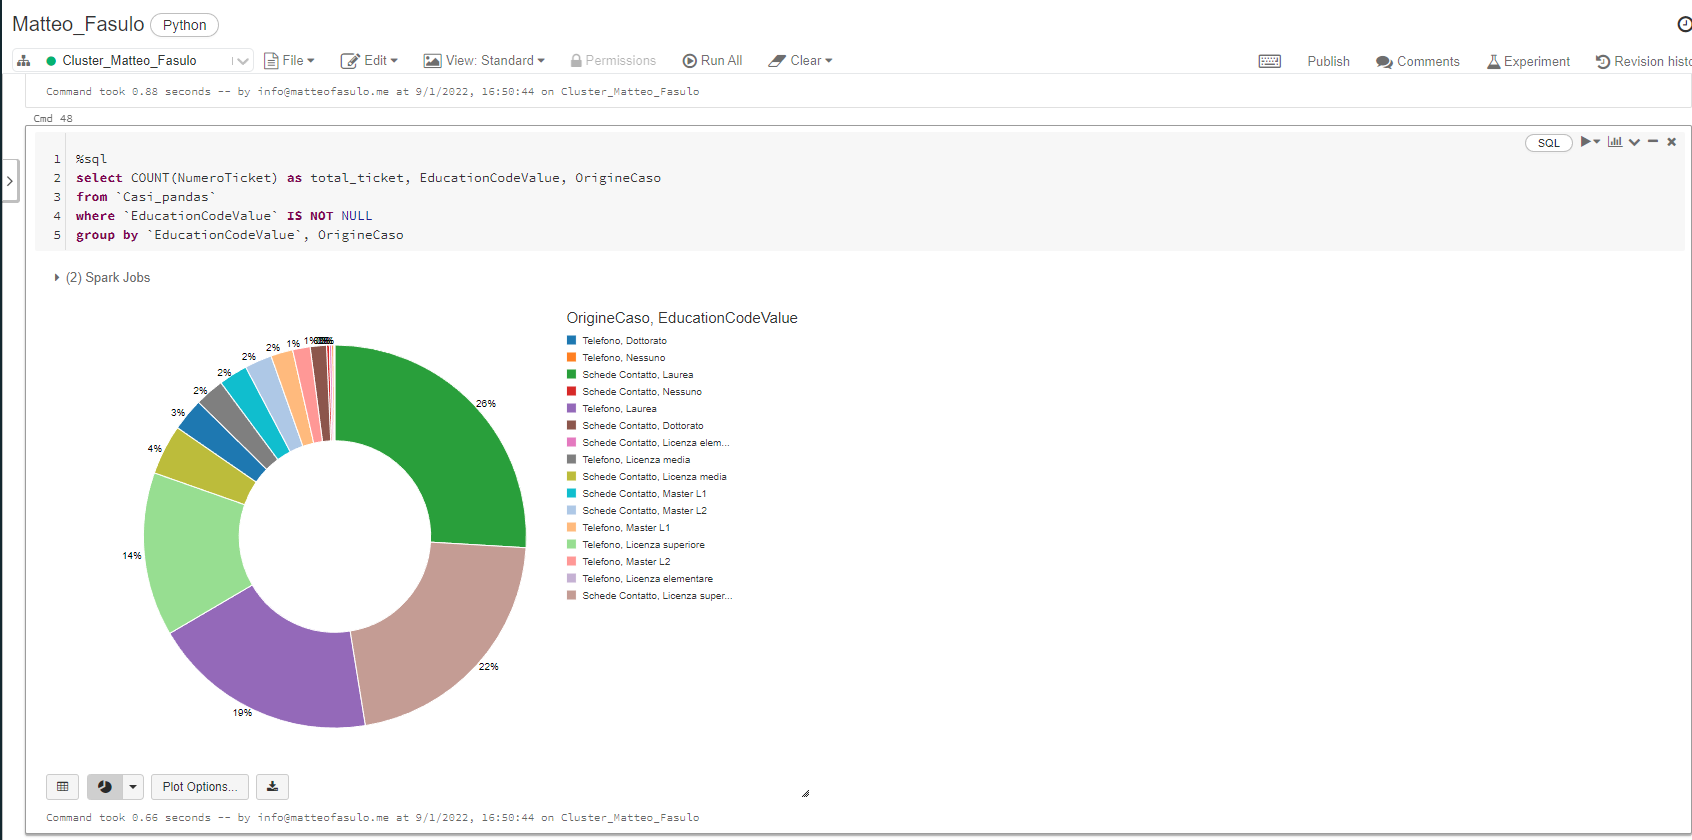 Matteo_Fasulo Python
Cluster_Matteo_Fasulo File Edit View: Standard Permissions Run All Clear Publish Comments Experiment Revision histo
Command took 0.88 seconds -- by info@matteofasulo.me at 9/1/2022, 16:50:44 on Cluster_Matteo_Fasulo
Cmd 48
SQL
1 %sql
2 select COUNT(NumeroTicket) as total_ticket, EducationCodeValue, OrigineCaso
3 from `Casi_pandas`
4 where `EducationCodeValue` IS NOT NULL
5 group by `EducationCodeValue`, OrigineCaso
(2) Spark Jobs
OrigineCaso, EducationCodeValue
Telefono, Dottorato
Telefono, Nessuno
Schede Contatto, Laurea
Schede Contatto, Nessuno
Telefono, Laurea
Schede Contatto, Dottorato
Schede Contatto, Licenza elem...
Telefono, Licenza media
Schede Contatto, Licenza media
Schede Contatto, Master L1
Schede Contatto, Master L2
Telefono, Master L1
Telefono, Licenza superiore
Telefono, Master L2
Telefono, Licenza elementare
Schede Contatto, Licenza super...
26%
22%
19%
14%
4%
3%
2%
2%
2%
2%
1%
1%
Plot Options...
Command took 0.66 seconds -- by info@matteofasulo.me at 9/1/2022, 16:50:44 on Cluster_Matteo_Fasulo